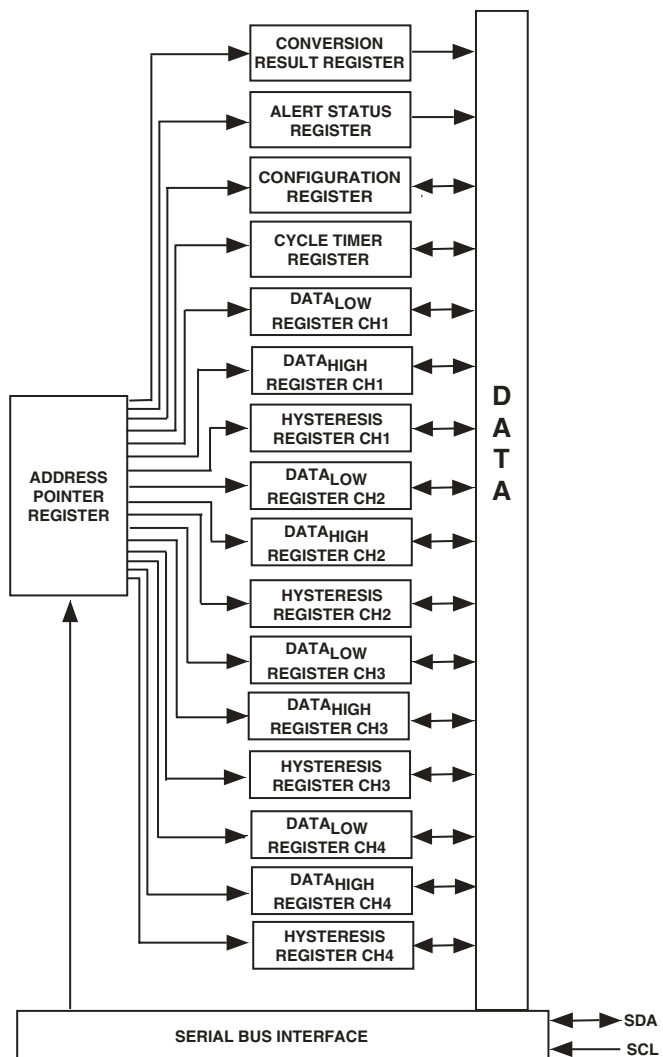 CONVERSION
RESULT REGISTER
ALERT STATUS
REGISTER
CONFIGURATION
REGISTER
CYCLE TIMER
REGISTER
DATALOW
REGISTER CH1
DATAHIGH
REGISTER CH1
HYSTERESIS
REGISTER CH1
DATALOW
REGISTER CH2
DATAHIGH
REGISTER CH2
HYSTERESIS
REGISTER CH2
DATALOW
REGISTER CH3
DATAHIGH
REGISTER CH3
HYSTERESIS
REGISTER CH3
DATALOW
REGISTER CH4
DATAHIGH
REGISTER CH4
HYSTERESIS
REGISTER CH4
ADDRESS
POINTER
REGISTER
D
A
T
A
SERIAL BUS INTERFACE
SDA
SCL